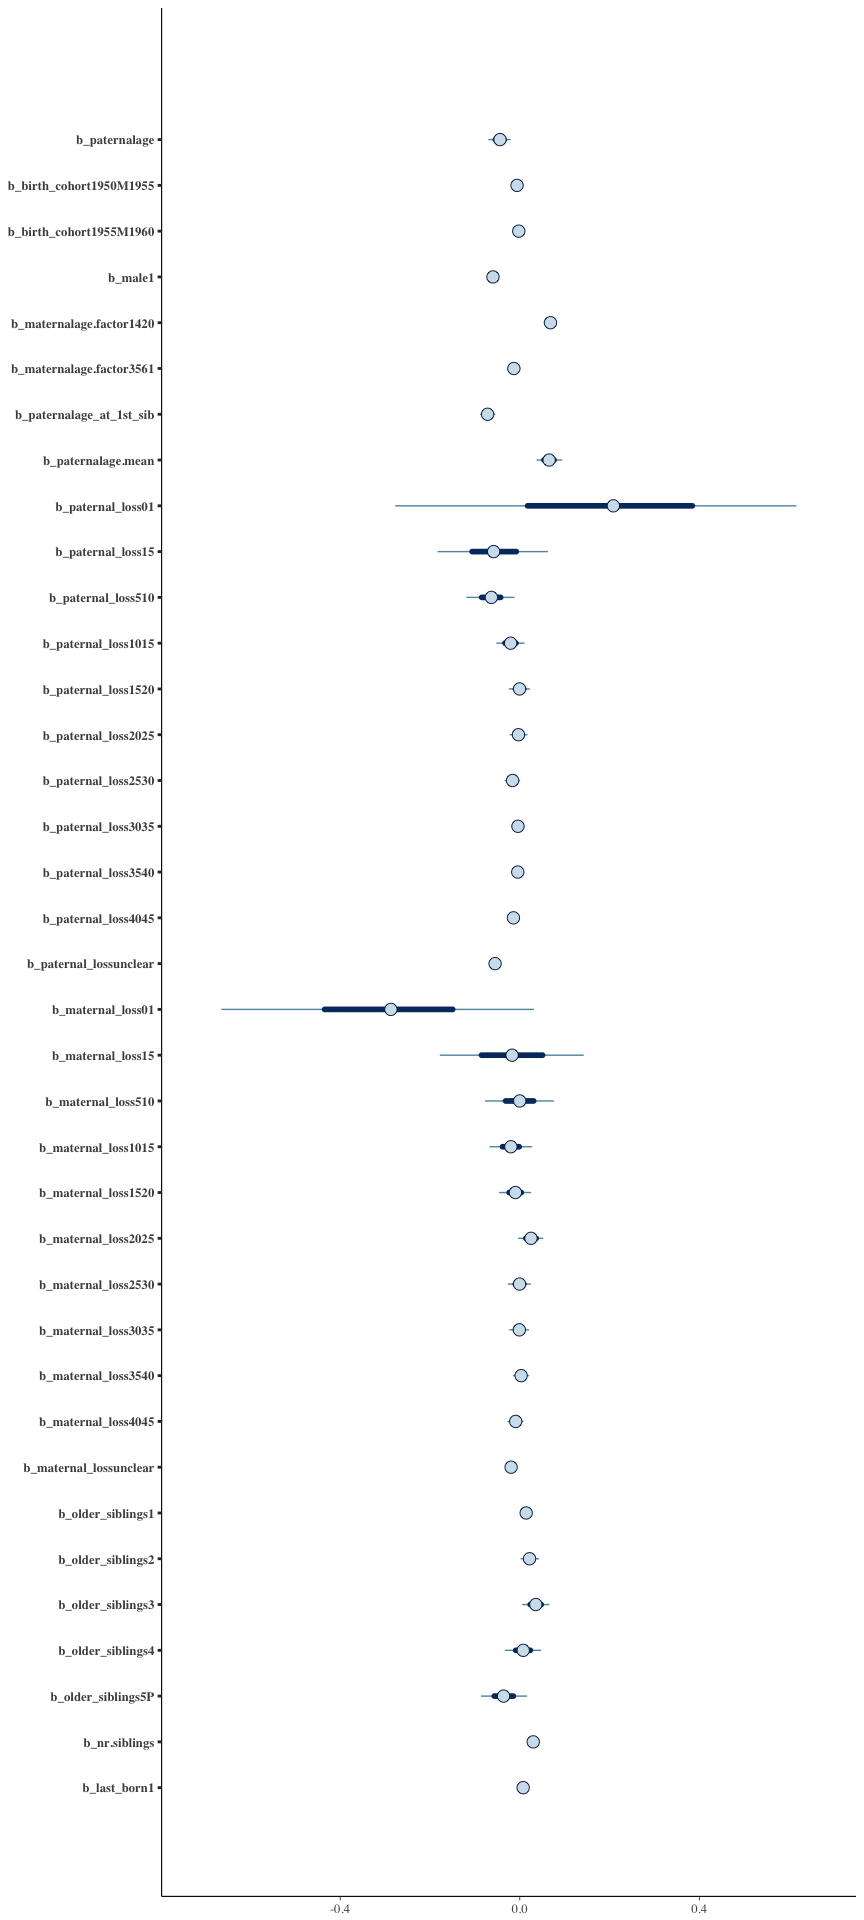 b_paternalage
b_birth_cohort1950M1955
b_birth_cohort1955M1960
b_male1
b_maternalage.factor1420
b_maternalage.factor3561
b_paternalage_at_1st_sib
b_paternalage.mean
b_paternal_loss01
b_paternal_loss15
b_paternal_loss510
b_paternal_loss1015
b_paternal_loss1520
b_paternal_loss2025
b_paternal_loss2530
b_paternal_loss3035
b_paternal_loss3540
b_paternal_loss4045
b_paternal_lossunclear
b_maternal_loss01
b_maternal_loss15
b_maternal_loss510
b_maternal_loss1015
b_maternal_loss1520
b_maternal_loss2025
b_maternal_loss2530
b_maternal_loss3035
b_maternal_loss3540
b_maternal_loss4045
b_maternal_lossunclear
b_older_siblings1
b_older_siblings2
b_older_siblings3
b_older_siblings4
b_older_siblings5P
b_nr.siblings
b_last_born1
-0.4 0.0 0.4